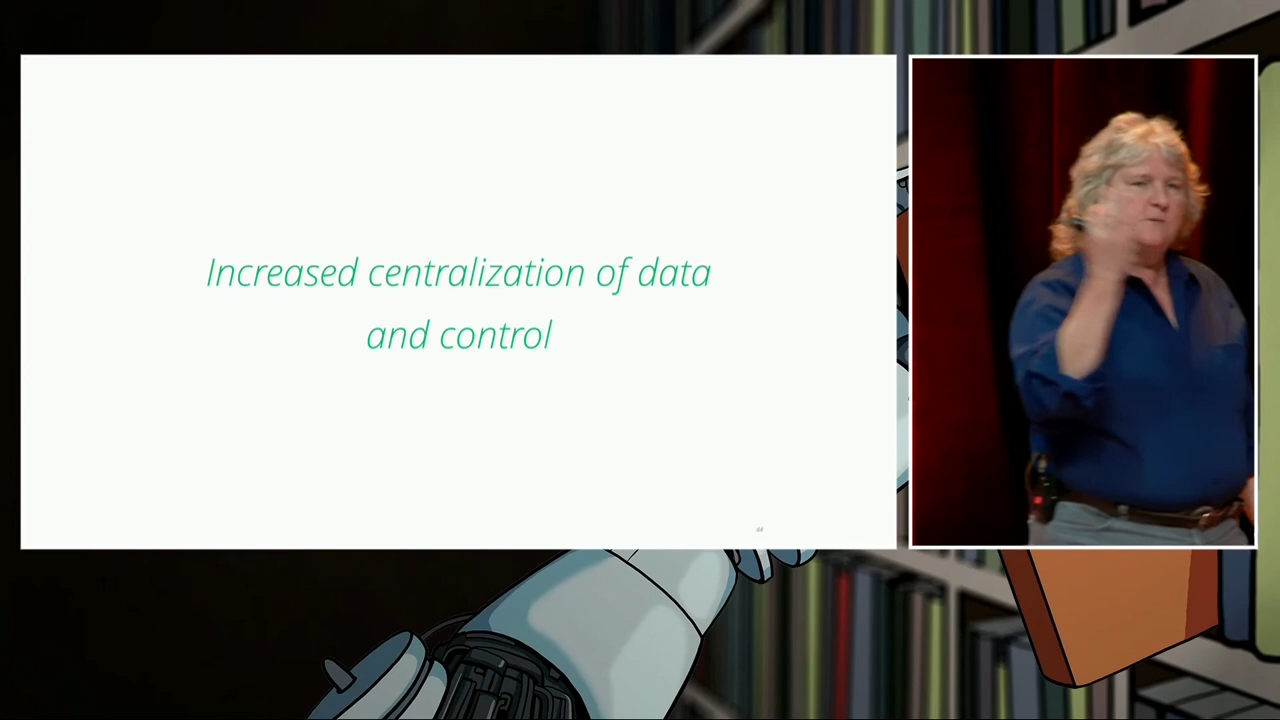 Increased centralization of data
and control